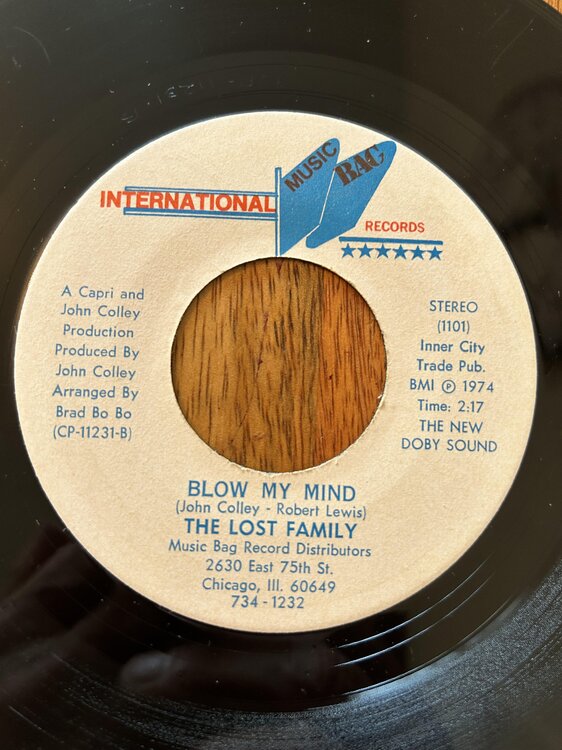 INTERNATIONAL
MUSIC
BAG
RECORDS
A Capri and
John Colley
Production
Produced By
John Colley
Arranged By
Brad Bo Bo
(CP-11231-B)
STEREO
(1101)
Inner City
Trade Pub.
BMI Ⓟ 1974
Time: 2:17
THE NEW
DOBY SOUND
BLOW MY MIND
(John Colley - Robert Lewis)
THE LOST FAMILY
Music Bag Record Distributors
2630 East 75th St.
Chicago, Ill. 60649
734-1232